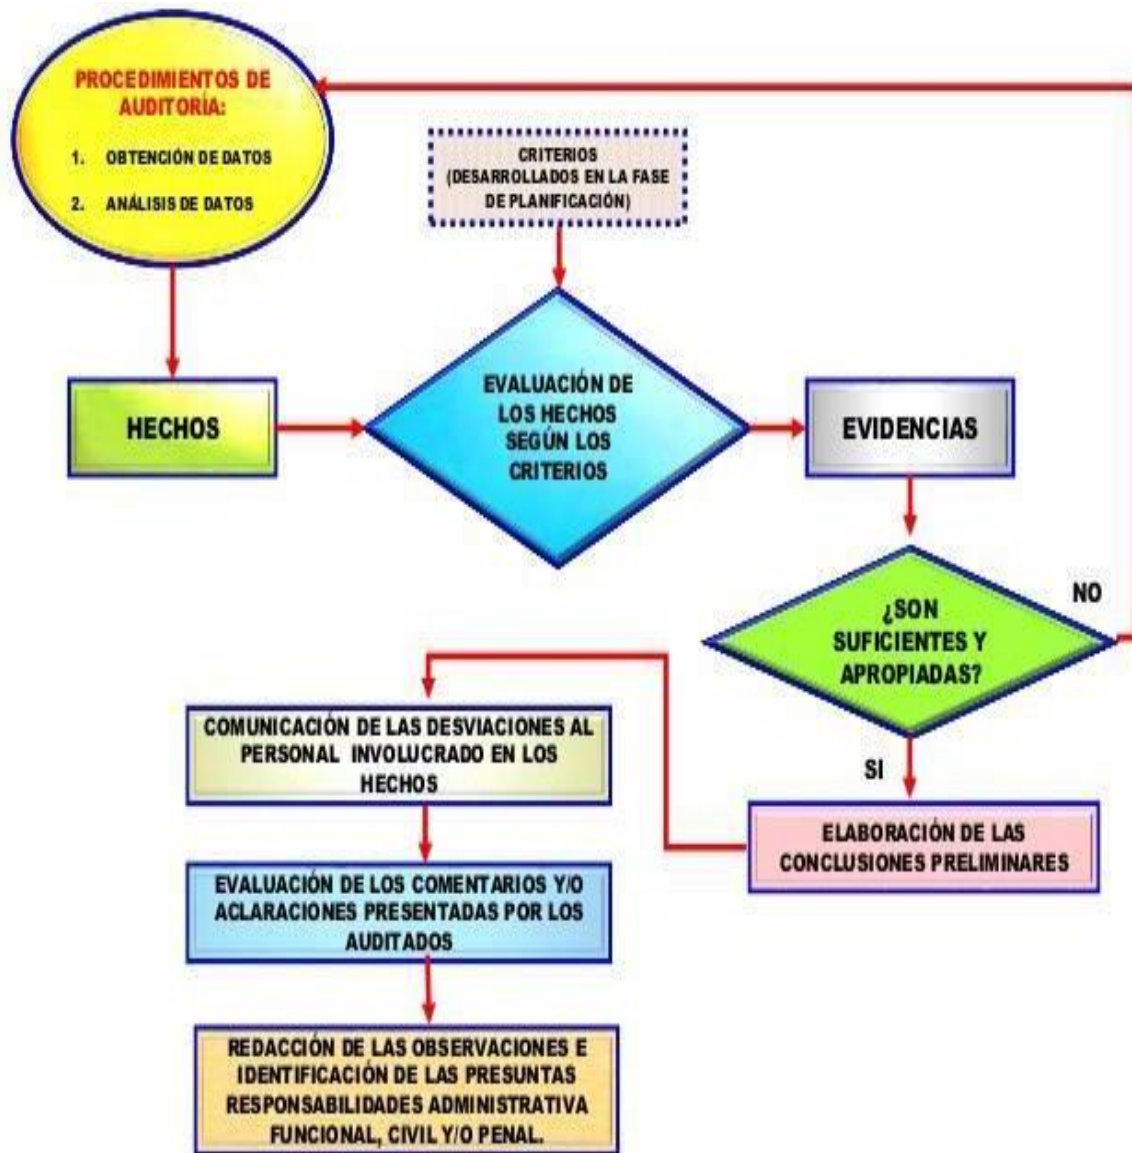 PROCEDIMIENTOS DE
AUDITORÍA:
1. OBTENCIÓN DE DATOS
2. ANÁLISIS DE DATOS
CRITERIOS
(DESARROLLADOS EN LA FASE
DE PLANIFICACIÓN)
HECHOS
EVALUACIÓN DE
LOS HECHOS
SEGÚN LOS
CRITERIOS
EVIDENCIAS
¿SON
SUFICIENTES Y
APROPIADAS?
NO
SI
ELABORACIÓN DE LAS
CONCLUSIONES PRELIMINARES
COMUNICACIÓN DE LAS DESVIACIONES AL
PERSONAL INVOLUCRADO EN LOS
HECHOS
EVALUACIÓN DE LOS COMENTARIOS Y/O
ACLARACIONES PRESENTADAS POR LOS
AUDITADOS
REDACCIÓN DE LAS OBSERVACIONES E
IDENTIFICACIÓN DE LAS PRESUNTAS
RESPONSABILIDADES ADMINISTRATIVA
FUNCIONAL, CIVIL Y/O PENAL.